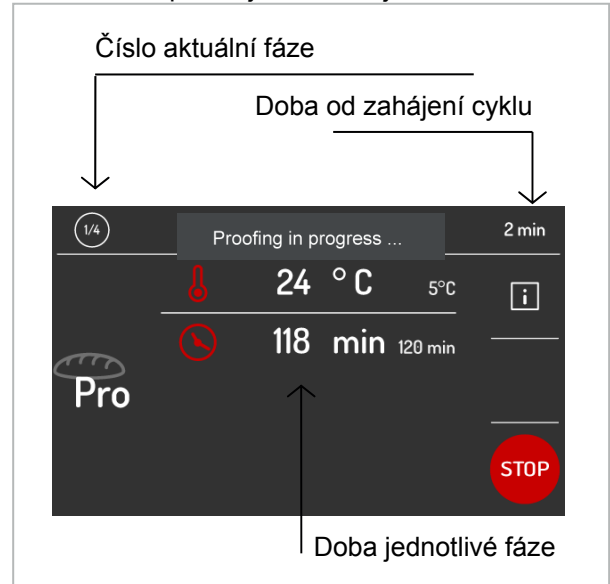 Číslo aktuální fáze
Doba od zahájení cyklu
1/4
Proofing in progress ...
2 min
24 °C 5°C
i
118 min 120 min
Pro
STOP
Doba jednotlivé fáze